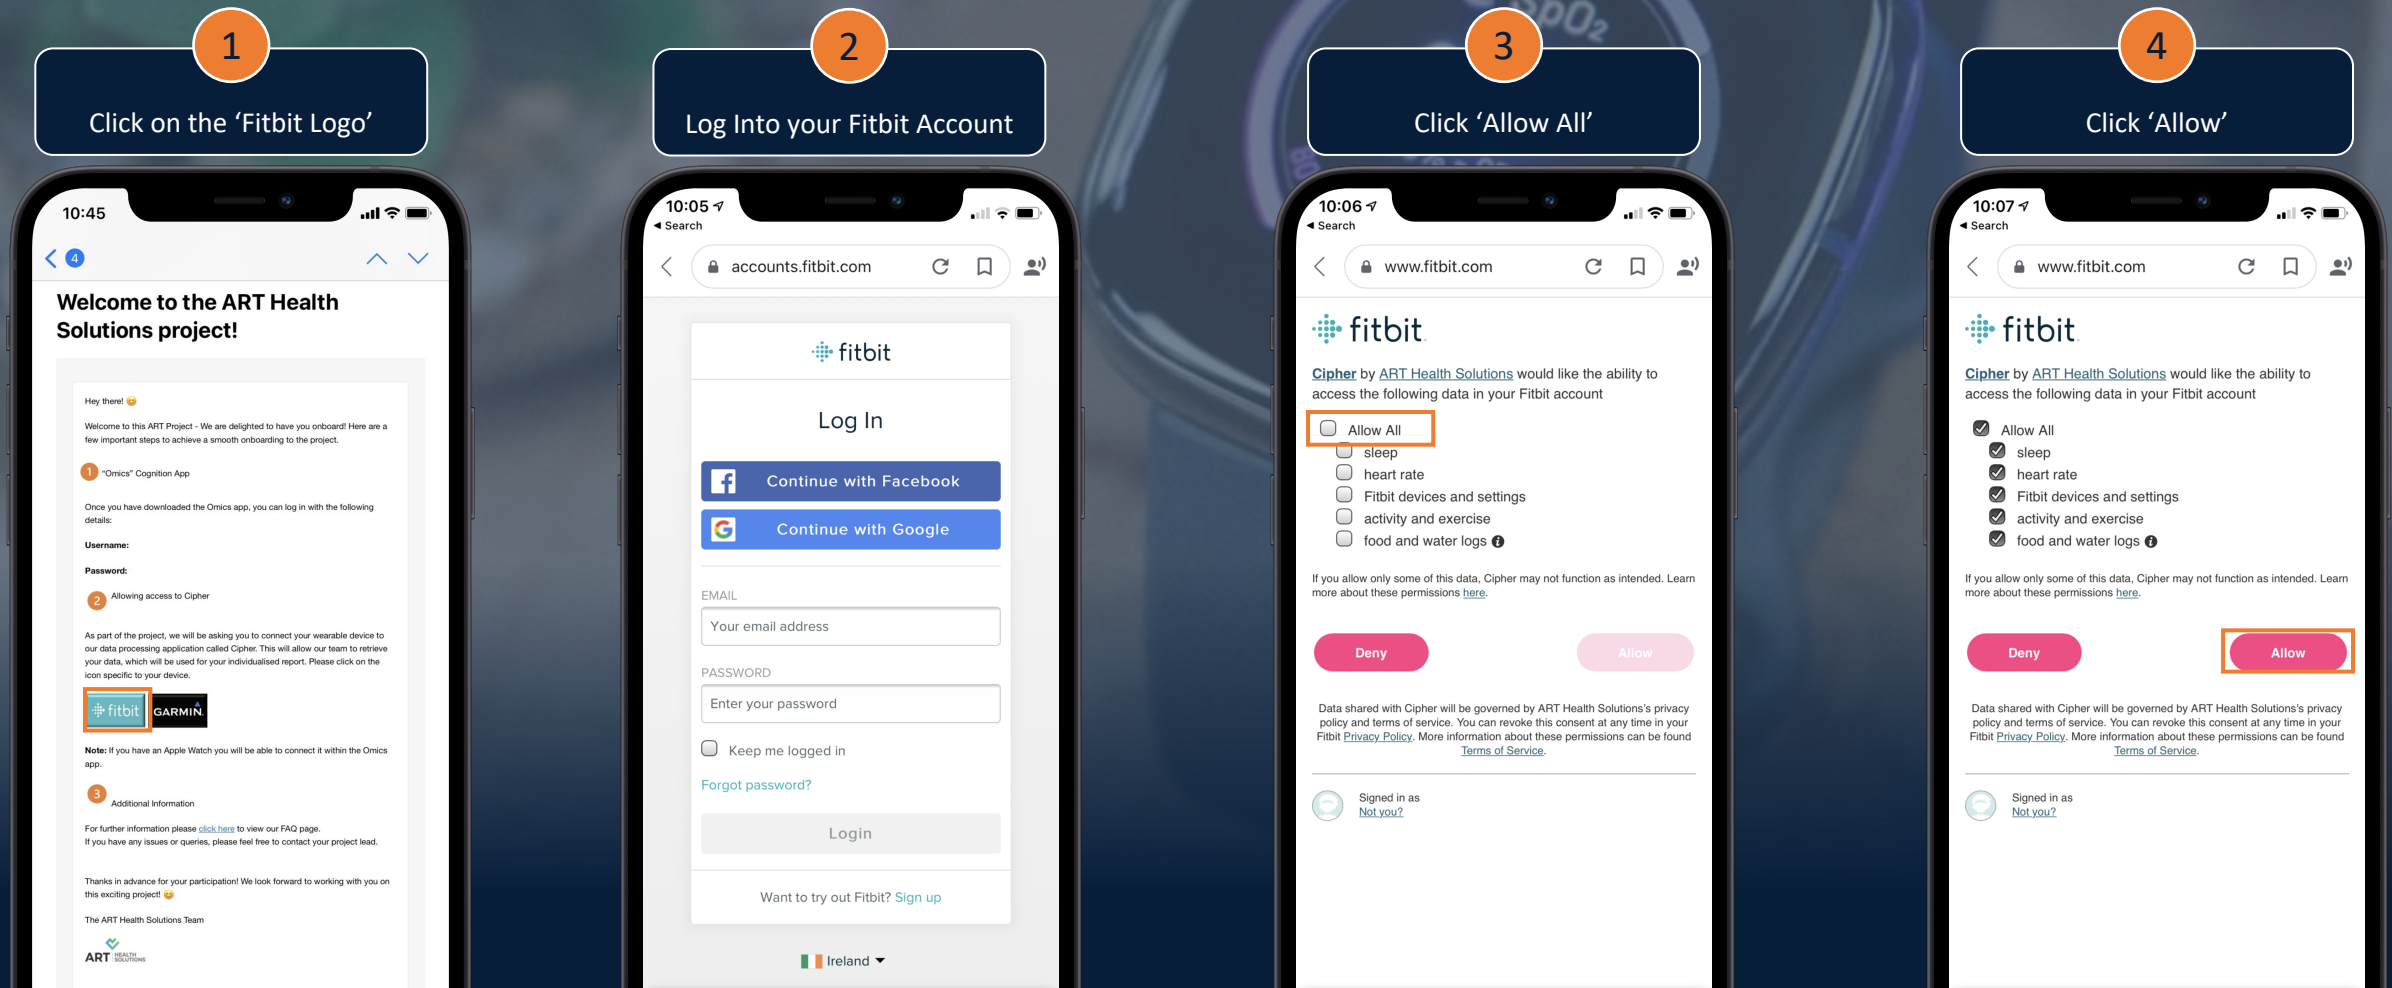 1
Click on the ‘Fitbit Logo’
10:45
4
Welcome to the ART Health
Solutions project!
Hey there!
Welcome to this ART Project - We are delighted to have you onboard! Here are a
few important steps to achieve a smooth onboarding to the project.
1 "Omics" Cognition App
Once you have downloaded the Omics app, you can log in with the following
details:
Username:
Password:
2 Allowing access to Cipher
As part of the project, we will be asking you to connect your wearable device to
our data processing application called Cipher. This will allow our team to retrieve
your data, which will be used for your individualised report. Please click on the
icon specific to your device.
fitbit GARMIN
Note: If you have an Apple Watch you will be able to connect it within the Omics
app.
3 Additional Information
For further information please click here to view our FAQ page.
If you have any issues or queries, please feel free to contact your project lead.
Thanks in advance for your participation! We look forward to working with you on
this exciting project!
The ART Health Solutions Team
ART HEALTH SOLUTIONS
2
Log Into your Fitbit Account
10:05
◄ Search
accounts.fitbit.com
fitbit
Log In
Continue with Facebook
Continue with Google
EMAIL
Your email address
PASSWORD
Enter your password
Keep me logged in
Forgot password?
Login
Want to try out Fitbit? Sign up
Ireland
SpO2
80
3
Click ‘Allow All’
10:06
◄ Search
www.fitbit.com
fitbit
Cipher by ART Health Solutions would like the ability to
access the following data in your Fitbit account
Allow All
sleep
heart rate
Fitbit devices and settings
activity and exercise
food and water logs
If you allow only some of this data, Cipher may not function as intended. Learn
more about these permissions here.
Deny Allow
Data shared with Cipher will be governed by ART Health Solutions's privacy
policy and terms of service. You can revoke this consent at any time in your
Fitbit Privacy Policy. More information about these permissions can be found
Terms of Service.
Signed in as
Not you?
4
Click ‘Allow’
10:07
◄ Search
www.fitbit.com
fitbit
Cipher by ART Health Solutions would like the ability to
access the following data in your Fitbit account
Allow All
sleep
heart rate
Fitbit devices and settings
activity and exercise
food and water logs
If you allow only some of this data, Cipher may not function as intended. Learn
more about these permissions here.
Deny Allow
Data shared with Cipher will be governed by ART Health Solutions's privacy
policy and terms of service. You can revoke this consent at any time in your
Fitbit Privacy Policy. More information about these permissions can be found
Terms of Service.
Signed in as
Not you?